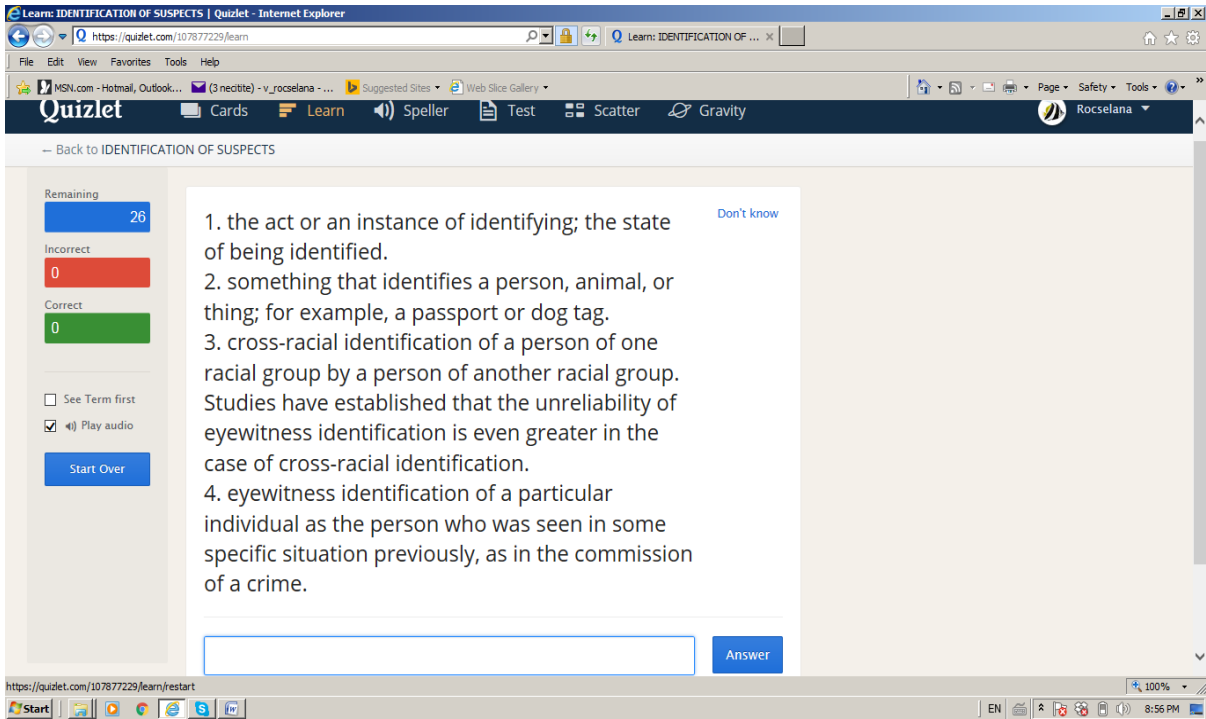 Learn: IDENTIFICATION OF SUSPECTS | Quizlet - Internet Explorer
https://quizlet.com/107877229/learn
Learn: IDENTIFICATION OF ...
File Edit View Favorites Tools Help
MSN.com - Hotmail, Outlook... (3 necitite) - v_rocselana - ... Suggested Sites Web Slice Gallery Page Safety Tools
Quizlet Cards Learn Speller Test Scatter Gravity Rocselana
← Back to IDENTIFICATION OF SUSPECTS
Remaining
26
Incorrect
0
Correct
0
See Term first
Play audio
Start Over
1. the act or an instance of identifying; the state
of being identified.
2. something that identifies a person, animal, or
thing; for example, a passport or dog tag.
3. cross-racial identification of a person of one
racial group by a person of another racial group.
Studies have established that the unreliability of
eyewitness identification is even greater in the
case of cross-racial identification.
4. eyewitness identification of a particular
individual as the person who was seen in some
specific situation previously, as in the commission
of a crime.
Don't know
Answer
https://quizlet.com/107877229/learn/restart
100%
Start EN 8:56 PM